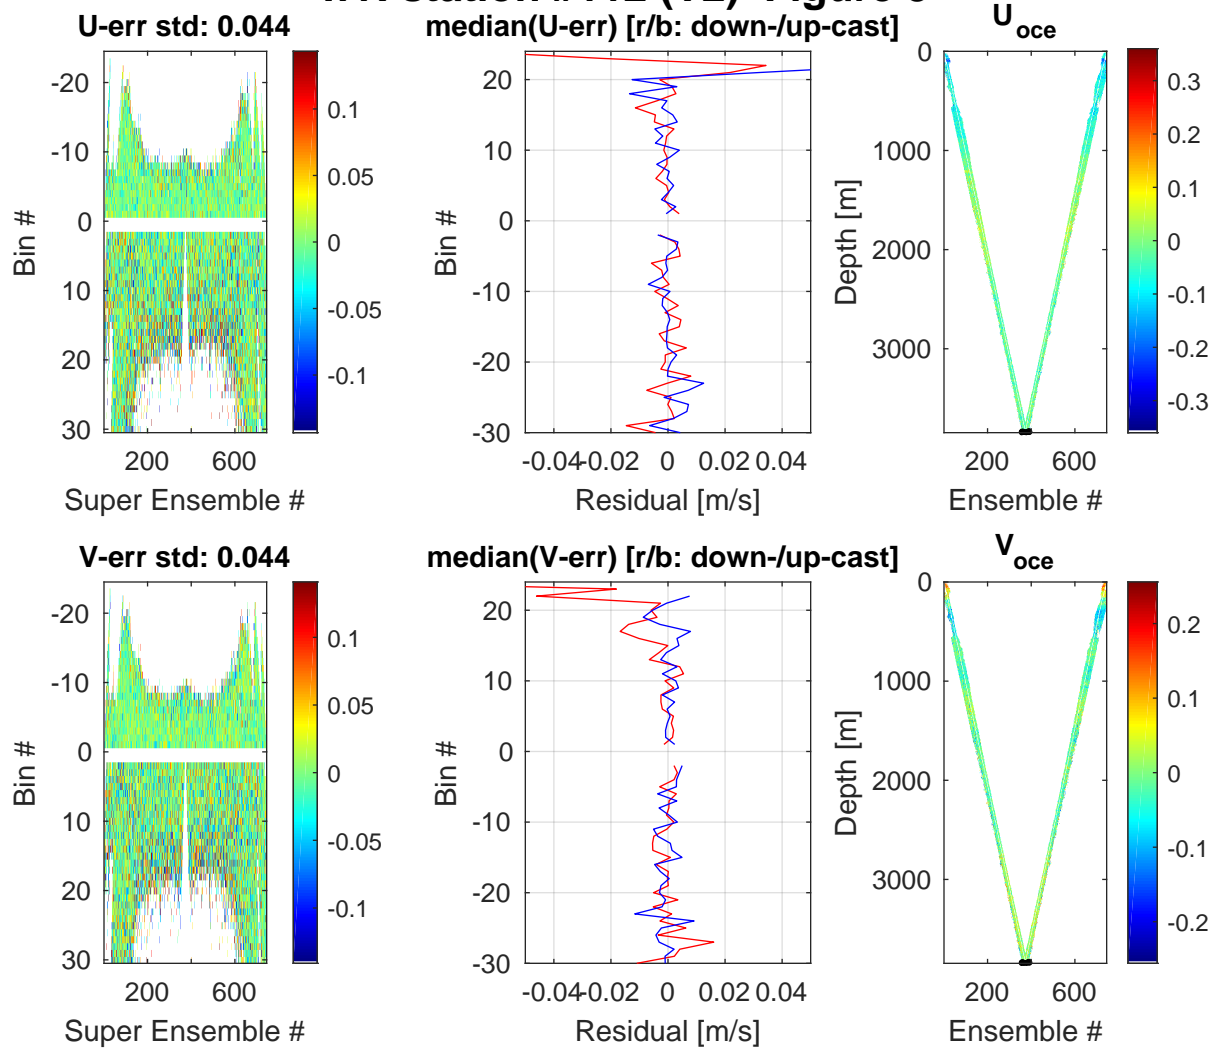 U-err std: 0.044
-20
-10
0
10
20
30
Bin #
200 600
Super Ensemble #
0.1
0.05
0
-0.05
-0.1
median(U-err) [r/b: down-/up-cast]
20
10
0
-10
-20
-30
Bin #
-0.04 -0.02 0 0.02 0.04
Residual [m/s]
U oce
0
1000
2000
3000
Depth [m]
200 600
Ensemble #
0.3
0.2
0.1
0
-0.1
-0.2
-0.3
V-err std: 0.044
-20
-10
0
10
20
30
Bin #
200 600
Super Ensemble #
0.1
0.05
0
-0.05
-0.1
median(V-err) [r/b: down-/up-cast]
20
10
0
-10
-20
-30
Bin #
-0.04 -0.02 0 0.02 0.04
Residual [m/s]
V oce
0
1000
2000
3000
Depth [m]
200 600
Ensemble #
0.2
0.1
0
-0.1
-0.2